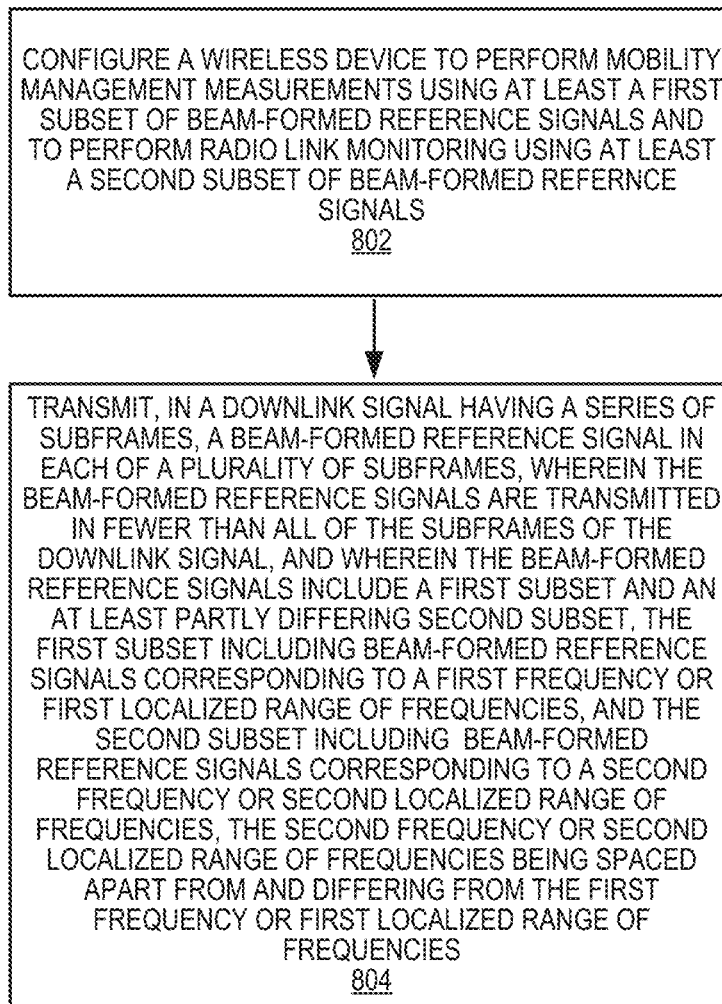 CONFIGURE A WIRELESS DEVICE TO PERFORM MOBILITY
MANAGEMENT MEASUREMENTS USING AT LEAST A FIRST
SUBSET OF BEAM-FORMED REFERENCE SIGNALS AND
TO PERFORM RADIO LINK MONITORING USING AT LEAST
A SECOND SUBSET OF BEAM-FORMED REFERNCE
SIGNALS
802
TRANSMIT, IN A DOWNLINK SIGNAL HAVING A SERIES OF
SUBFRAMES, A BEAM-FORMED REFERENCE SIGNAL IN
EACH OF A PLURALITY OF SUBFRAMES, WHEREIN THE
BEAM-FORMED REFERENCE SIGNALS ARE TRANSMITTED
IN FEWER THAN ALL OF THE SUBFRAMES OF THE
DOWNLINK SIGNAL, AND WHEREIN THE BEAM-FORMED
REFERENCE SIGNALS INCLUDE A FIRST SUBSET AND AN
AT LEAST PARTLY DIFFERING SECOND SUBSET, THE
FIRST SUBSET INCLUDING BEAM-FORMED REFERENCE
SIGNALS CORRESPONDING TO A FIRST FREQUENCY OR
FIRST LOCALIZED RANGE OF FREQUENCIES, AND THE
SECOND SUBSET INCLUDING BEAM-FORMED
REFERENCE SIGNALS CORRESPONDING TO A SECOND
FREQUENCY OR SECOND LOCALIZED RANGE OF
FREQUENCIES, THE SECOND FREQUENCY OR SECOND
LOCALIZED RANGE OF FREQUENCIES BEING SPACED
APART FROM AND DIFFERING FROM THE FIRST
FREQUENCY OR FIRST LOCALIZED RANGE OF
FREQUENCIES
804